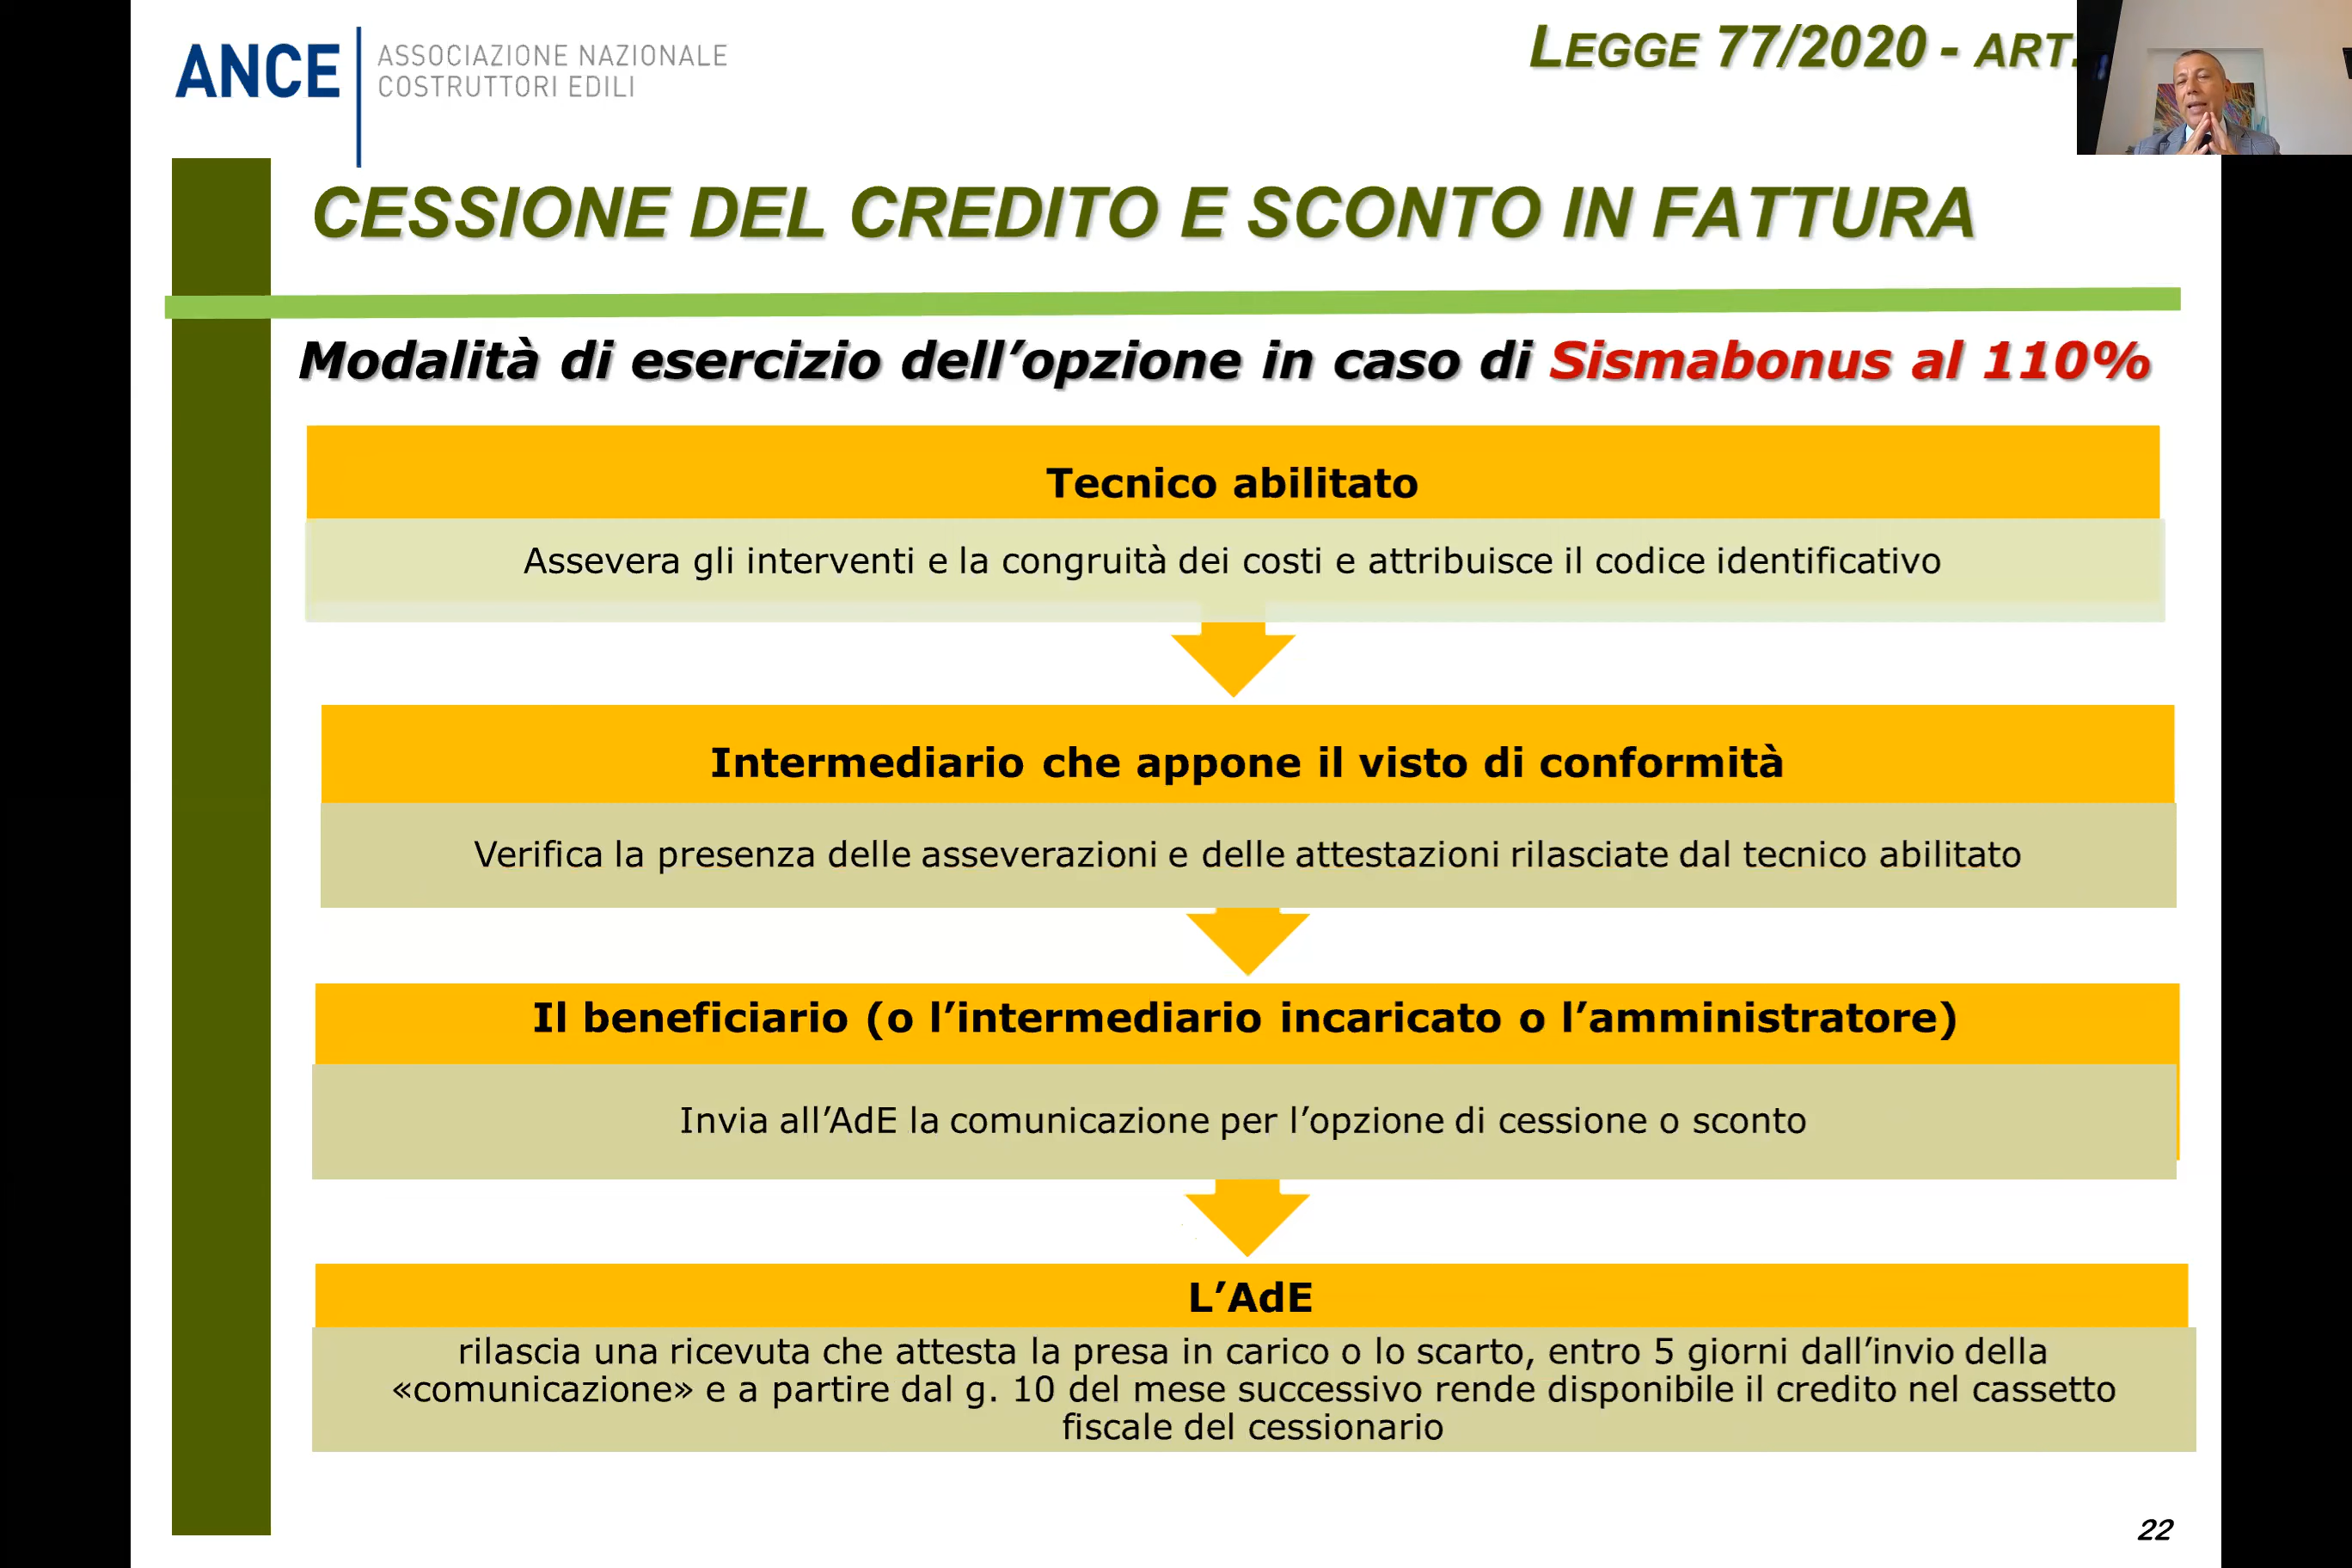 ANCE
ASSOCIAZIONE NAZIONALE
COSTRUTTORI EDILI
LEGGE 77/2020 - ART.
CESSIONE DEL CREDITO E SCONTO IN FATTURA
Modalità di esercizio dell’opzione in caso di Sismabonus al 110%
Tecnico abilitato
Assevera gli interventi e la congruità dei costi e attribuisce il codice identificativo
Intermediario che appone il visto di conformità
Verifica la presenza delle asseverazioni e delle attestazioni rilasciate dal tecnico abilitato
Il beneficiario (o l’intermediario incaricato o l’amministratore)
Invia all’AdE la comunicazione per l’opzione di cessione o sconto
L’AdE
rilascia una ricevuta che attesta la presa in carico o lo scarto, entro 5 giorni dall’invio della
«comunicazione» e a partire dal g. 10 del mese successivo rende disponibile il credito nel cassetto
fiscale del cessionario
22